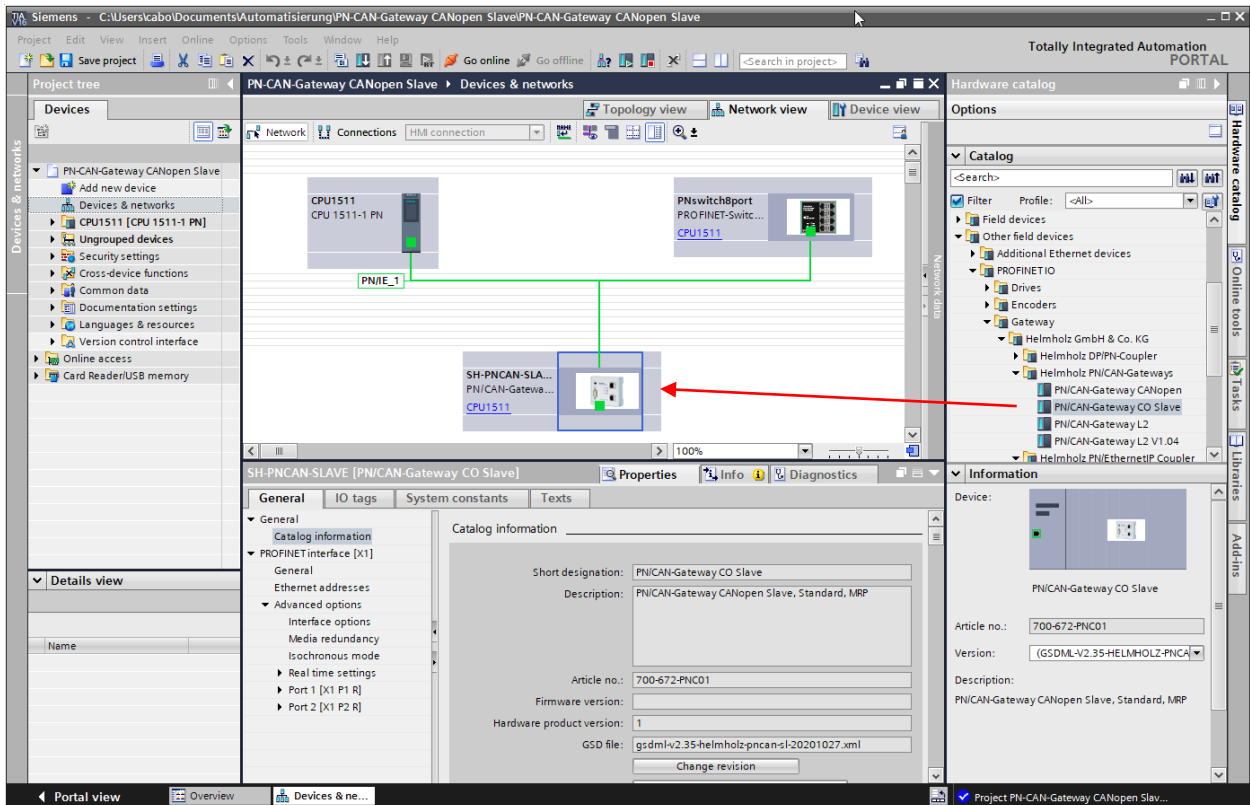 Siemens - C:\Users\cabo\Documents\Automatisierung\PN-CAN-Gateway CANopen Slave\PN-CAN-Gateway CANopen Slave
Project Edit View Insert Online Options Tools Window Help
Totally Integrated Automation
PORTAL
Save project
Go online
Go offline
<Search in project>
Project tree
Devices
Devices & networks
PN-CAN-Gateway CANopen Slave
Add new device
Devices & networks
CPU1511 [CPU 1511-1 PN]
Ungrouped devices
Security settings
Cross-device functions
Common data
Documentation settings
Languages & resources
Version control interface
Online access
Card Reader/USB memory
Details view
Name
PN-CAN-Gateway CANopen Slave Devices & networks
Topology view
Network view
Device view
Network
Connections
HMI connection
CPU1511
CPU 1511-1 PN
PNswitch8port
PROFINET-Switc...
CPU1511
PN/IE_1
SH-PNCAN-SLA...
PN/CAN-Gatewa...
CPU1511
Network data
100%
SH-PNCAN-SLAVE [PN/CAN-Gateway CO Slave]
Properties
Info
Diagnostics
General
IO tags
System constants
Texts
General
Catalog information
PROFINET interface [X1]
General
Ethernet addresses
Advanced options
Interface options
Media redundancy
Isochronous mode
Real time settings
Port 1 [X1 P1 R]
Port 2 [X1 P2 R]
Catalog information
Short designation: PN/CAN-Gateway CO Slave
Description: PN/CAN-Gateway CANopen Slave, Standard, MRP
Article no.: 700-672-PNC01
Firmware version:
Hardware product version: 1
GSD file: gsdml-v2.35-helmholz-pncan-sl-20201027.xml
Change revision
Hardware catalog
Options
Catalog
<Search>
Filter
Profile:
<All>
Field devices
Other field devices
Additional Ethernet devices
PROFINET IO
Drives
Encoders
Gateway
Helmholz GmbH & Co. KG
Helmholz DP/PN-Coupler
Helmholz PN/CAN-Gateways
PN/CAN-Gateway CANopen
PN/CAN-Gateway CO Slave
PN/CAN-Gateway L2
PN/CAN-Gateway L2 V1.04
Helmholz PN/EthernetIP Coupler
Information
Device:
PN/CAN-Gateway CO Slave
Article no.: 700-672-PNC01
Version: (GSDML-V2.35-HELMHOLZ-PNCA
Description:
PN/CAN-Gateway CANopen Slave, Standard, MRP
Hardware catalog
Online tools
Tasks
Libraries
Add-ins
Portal view
Overview
Devices & ne...
Project PN-CAN-Gateway CANopen Slav...